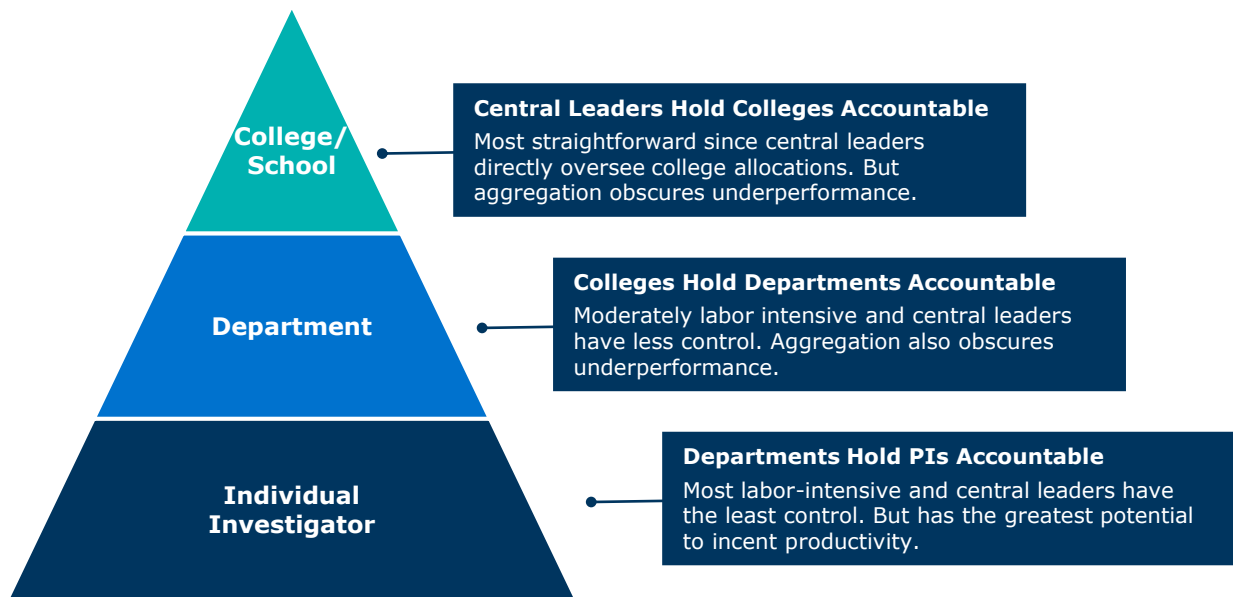 College/
School
Central Leaders Hold Colleges Accountable
Most straightforward since central leaders
directly oversee college allocations. But
aggregation obscures underperformance.
Department
Colleges Hold Departments Accountable
Moderately labor intensive and central leaders
have less control. Aggregation also obscures
underperformance.
Individual
Investigator
Departments Hold PIs Accountable
Most labor-intensive and central leaders have
the least control. But has the greatest potential
to incent productivity.